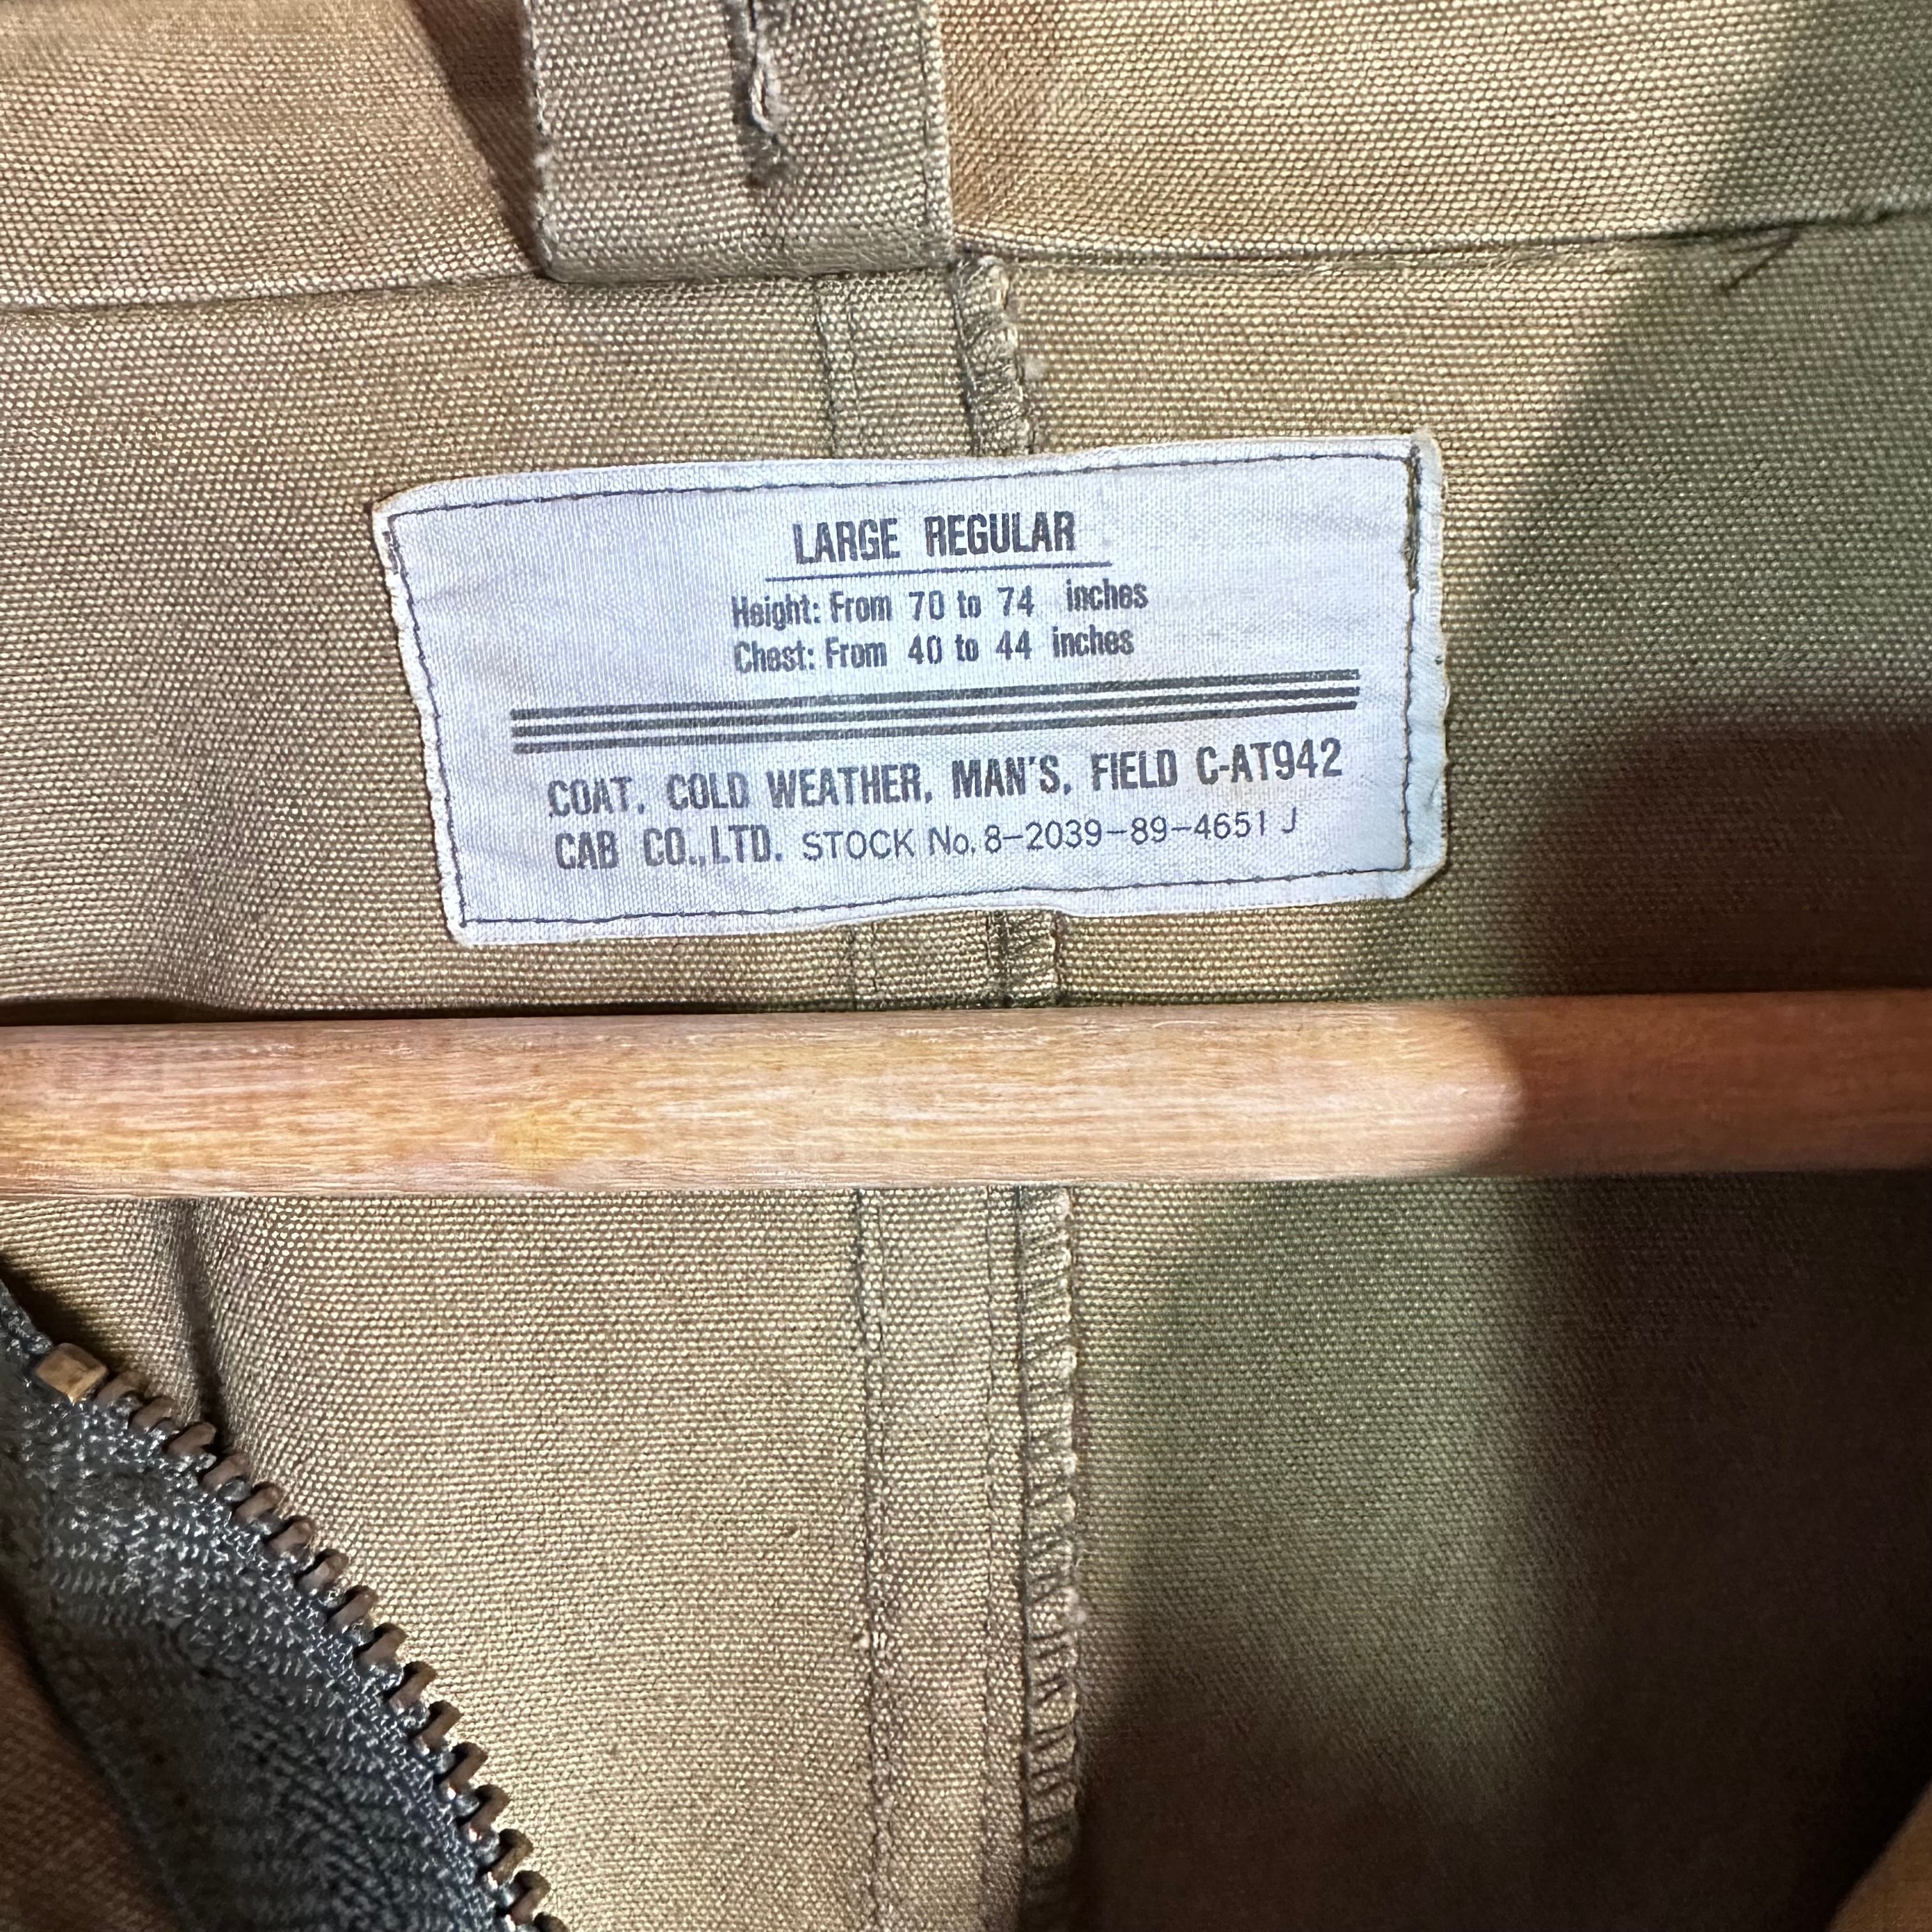 LARGE REGULAR
Height: From 70 to 74 inches
Chest: From 40 to 44 inches
COAT, COLD WEATHER, MAN'S, FIELD C-AT942
CAB CO.,LTD. STOCK No. 8-2039-89-4651 J